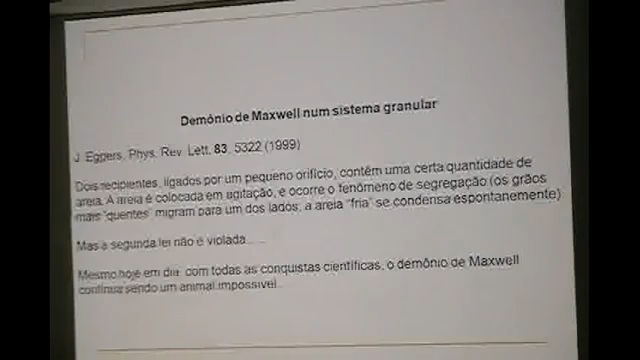 Demônio de Maxwell num sistema granular
J. Eggers, Phys. Rev. Lett. 83, 5322 (1999)
Dois recipientes, ligados por um pequeno orifício, contêm uma certa quantidade de
areia. A areia é colocada em agitação, e ocorre o fenômeno de segregação (os grãos
mais "quentes" migram para um dos lados, a areia "fria" se condensa espontanemente)
Mas a segunda lei não é violada.....
Mesmo hoje em dia, com todas as conquistas científicas, o demônio de Maxwell
continua sendo um animal impossível...